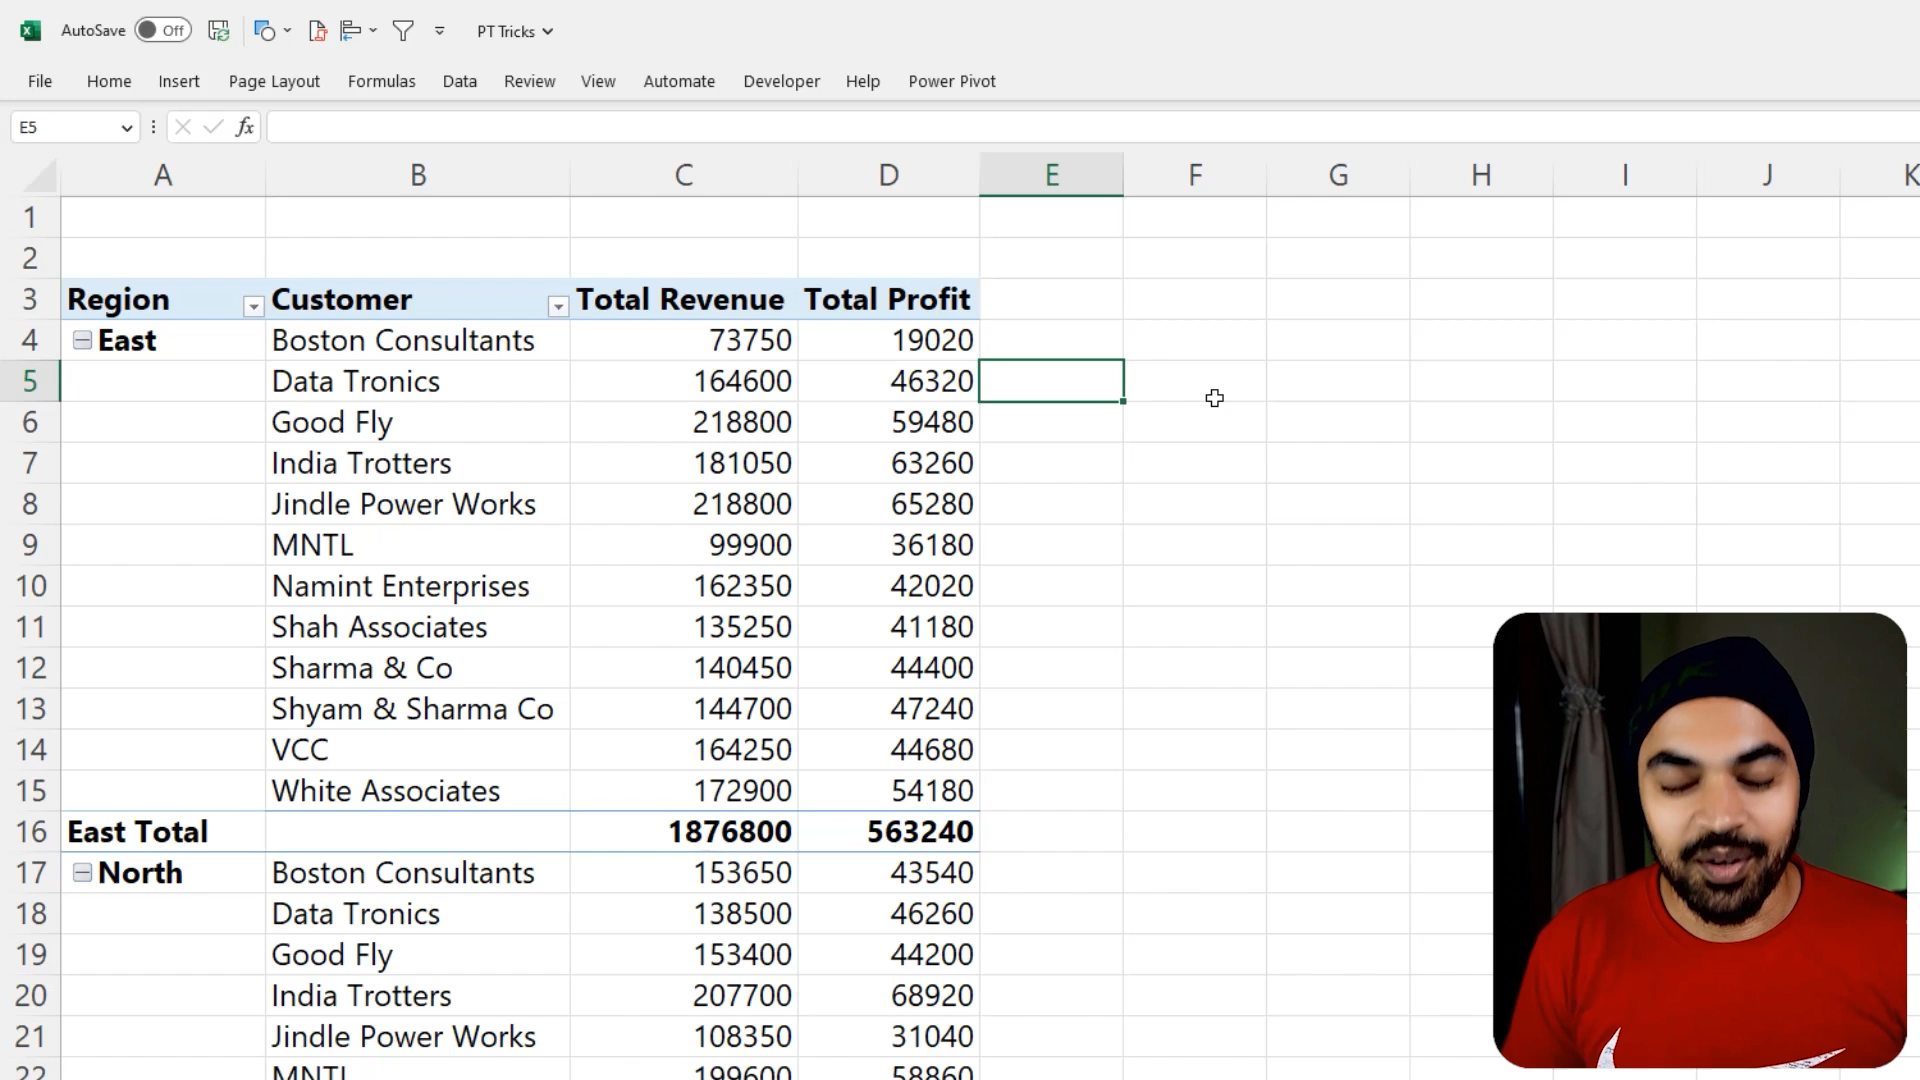 AutoSave Off PT Tricks
File Home Insert Page Layout Formulas Data Review View Automate Developer Help Power Pivot
E5 fx
A B C D E F G H I J K
1
2
3 Region Customer Total Revenue Total Profit
4 East Boston Consultants 73750 19020
5 Data Tronics 164600 46320
6 Good Fly 218800 59480
7 India Trotters 181050 63260
8 Jindle Power Works 218800 65280
9 MNTL 99900 36180
10 Namint Enterprises 162350 42020
11 Shah Associates 135250 41180
12 Sharma & Co 140450 44400
13 Shyam & Sharma Co 144700 47240
14 VCC 164250 44680
15 White Associates 172900 54180
16 East Total 1876800 563240
17 North Boston Consultants 153650 43540
18 Data Tronics 138500 46260
19 Good Fly 153400 44200
20 India Trotters 207700 68920
21 Jindle Power Works 108350 31040
22 MNTL 199600 58860